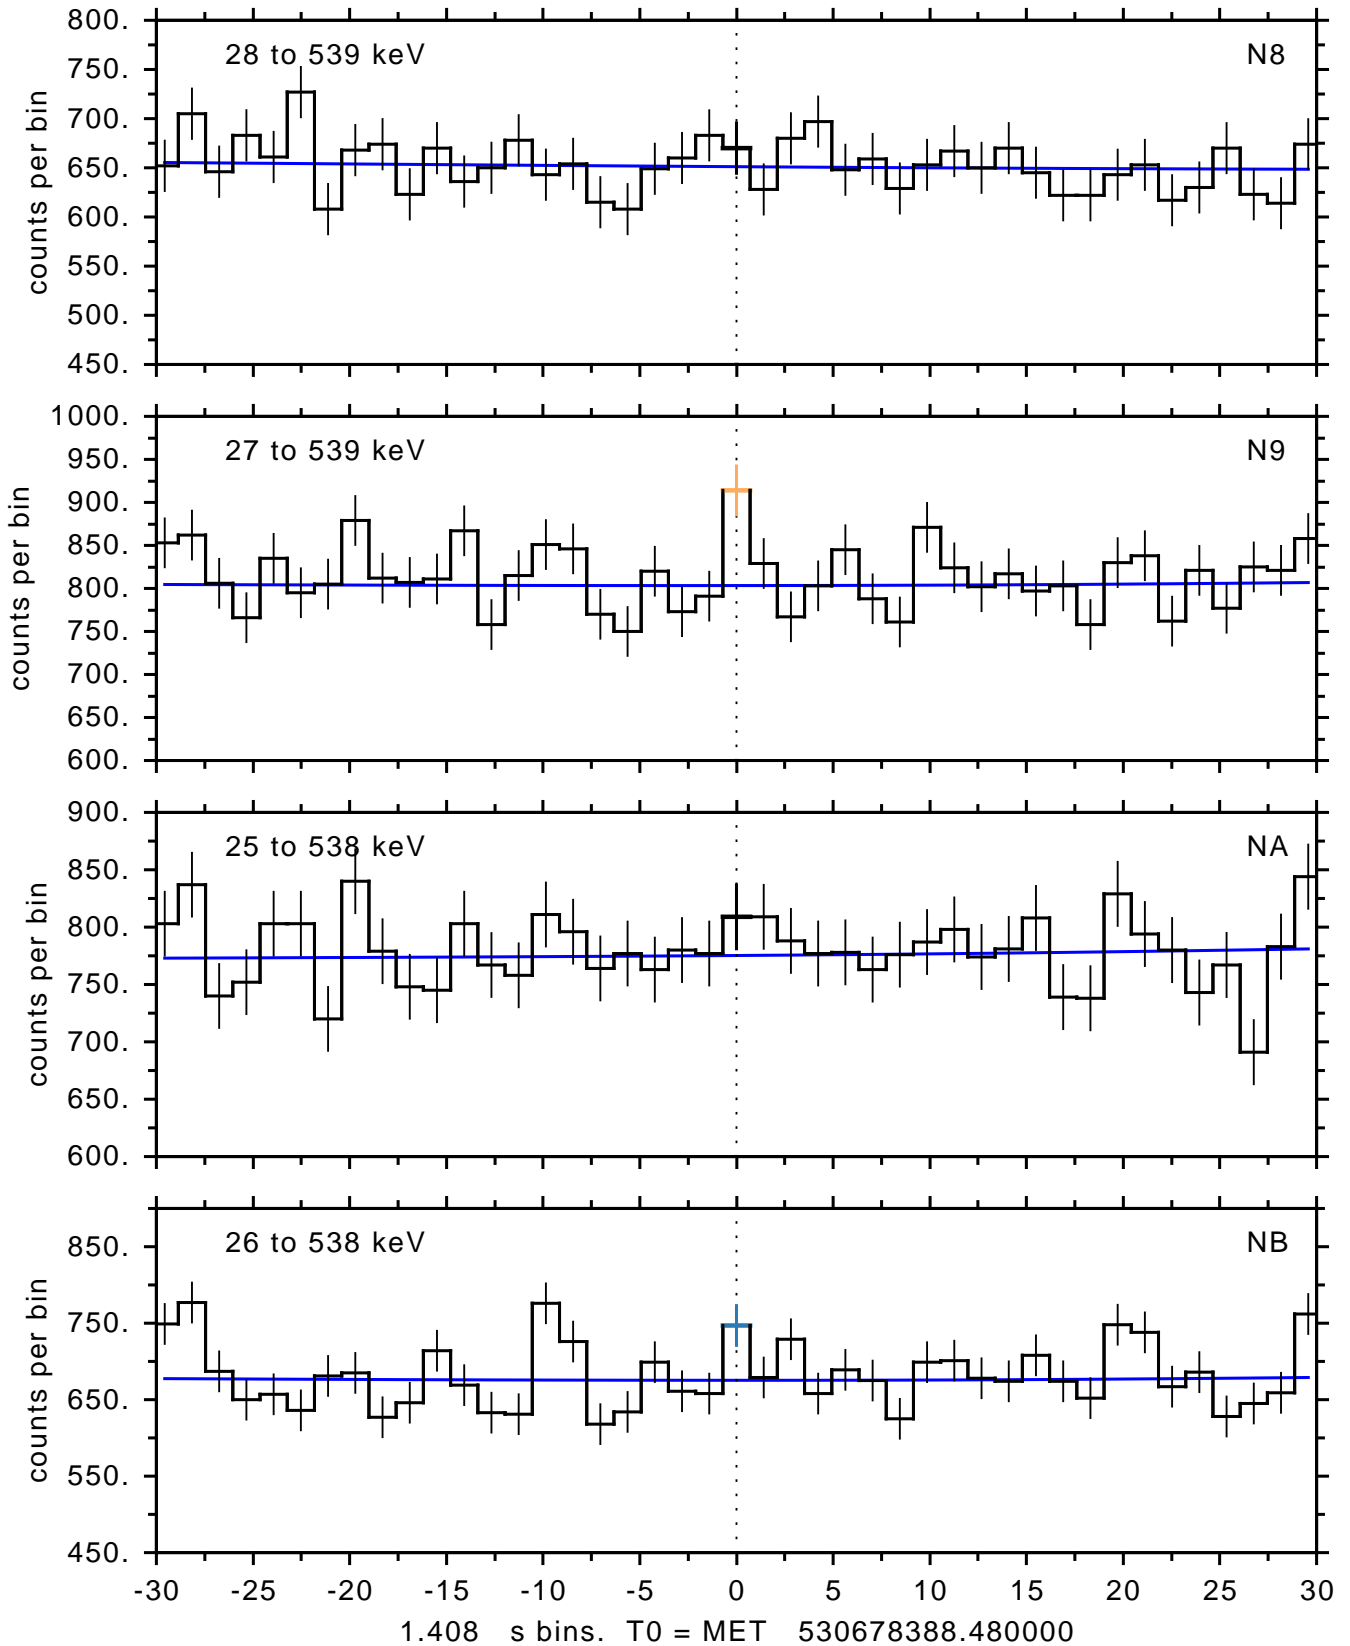 800.
28 to 539 keV
N8
750.
700.
650.
600.
550.
500.
450.
counts per bin
1000.
27 to 539 keV
N9
950.
900.
850.
800.
750.
700.
650.
600.
counts per bin
900.
25 to 538 keV
NA
850.
800.
750.
700.
650.
600.
counts per bin
26 to 538 keV
NB
850.
750.
650.
550.
450.
counts per bin
-30 -25 -20 -15 -10 -5 0 5 10 15 20 25 30
1.408 s bins. T0 = MET 530678388.480000